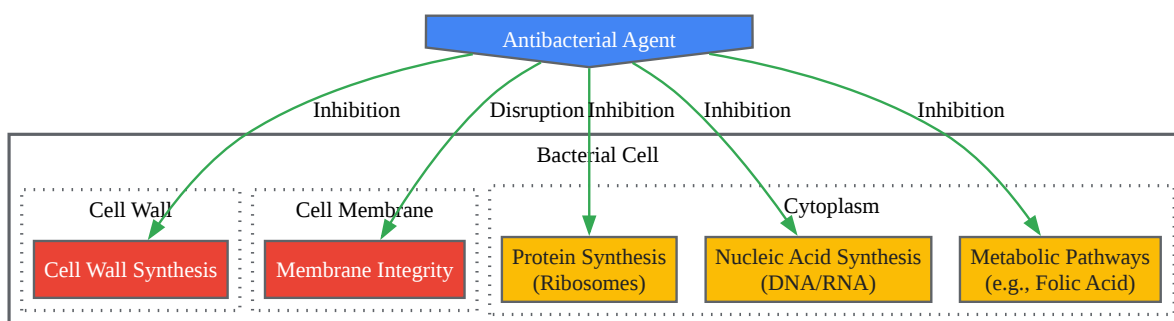 Antibacterial Agent
Inhibition
Disruption
Inhibition
Inhibition
Inhibition
Bacterial Cell
Cell Wall
Cell Membrane
Cytoplasm
Cell Wall Synthesis
Membrane Integrity
Protein Synthesis
(Ribosomes)
Nucleic Acid Synthesis
(DNA/RNA)
Metabolic Pathways
(e.g., Folic Acid)